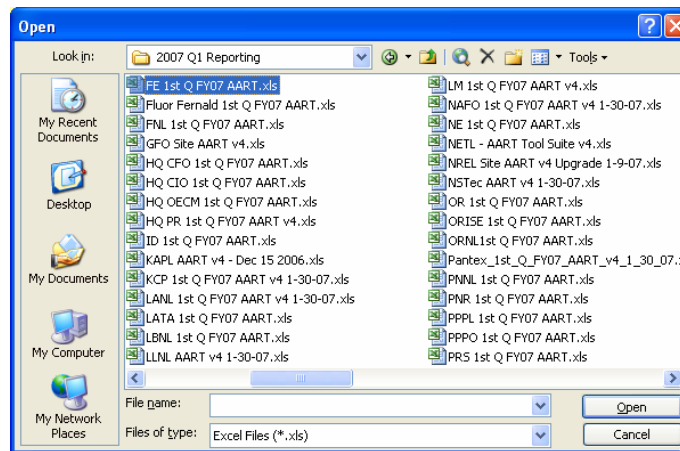 Open
Look in:
2007 Q1 Reporting
Tools
My Recent
Documents
Desktop
My Documents
My Computer
My Network
Places
FE 1st Q FY07 AART.xls
Fluor Fernald 1st Q FY07 AART.xls
FNL 1st Q FY07 AART.xls
GFO Site AART v4.xls
HQ CFO 1st Q FY07 AART.xls
HQ CIO 1st Q FY07 AART.xls
HQ OECM 1st Q FY07 AART.xls
HQ PR 1st Q FY07 AART v4.xls
ID 1st Q FY07 AART.xls
KAPL AART v4 - Dec 15 2006.xls
KCP 1st Q FY07 AART v4 1-30-07.xls
LANL 1st Q FY07 AART v4 1-30-07.xls
LATA 1st Q FY07 AART.xls
LBNL 1st Q FY07 AART.xls
LLNL AART v4 1-30-07.xls
LM 1st Q FY07 AART v4.xls
NAFO 1st Q FY07 AART v4 1-30-07.xls
NE 1st Q FY07 AART.xls
NETL - AART Tool Suite v4.xls
NREL Site AART v4 Upgrade 1-9-07.xls
NSTec AART v4 1-30-07.xls
OR 1st Q FY07 AART.xls
ORISE 1st Q FY07 AART.xls
ORNL1st Q FY07 AART.xls
Pantex_1st_Q_FY07_AART_v4_1_30_07.
PNNL 1st Q FY07 AART.xls
PNR 1st Q FY07 AART.xls
PPPL 1st Q FY07 AART.xls
PPPO 1st Q FY07 AART.xls
PRS 1st Q FY07 AART.xls
File name:
Open
Files of type:
Excel Files (*.xls)
Cancel